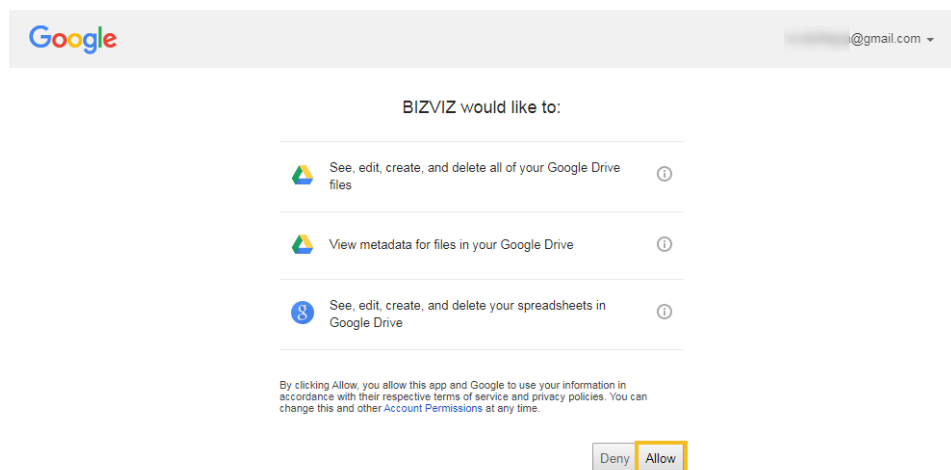 Google
@gmail.com
BIZVIZ would like to:
See, edit, create, and delete all of your Google Drive
files
View metadata for files in your Google Drive
8
See, edit, create, and delete your spreadsheets in
Google Drive
By clicking Allow, you allow this app and Google to use your information in
accordance with their respective terms of service and privacy policies. You can
change this and other Account Permissions at any time.
Deny Allow